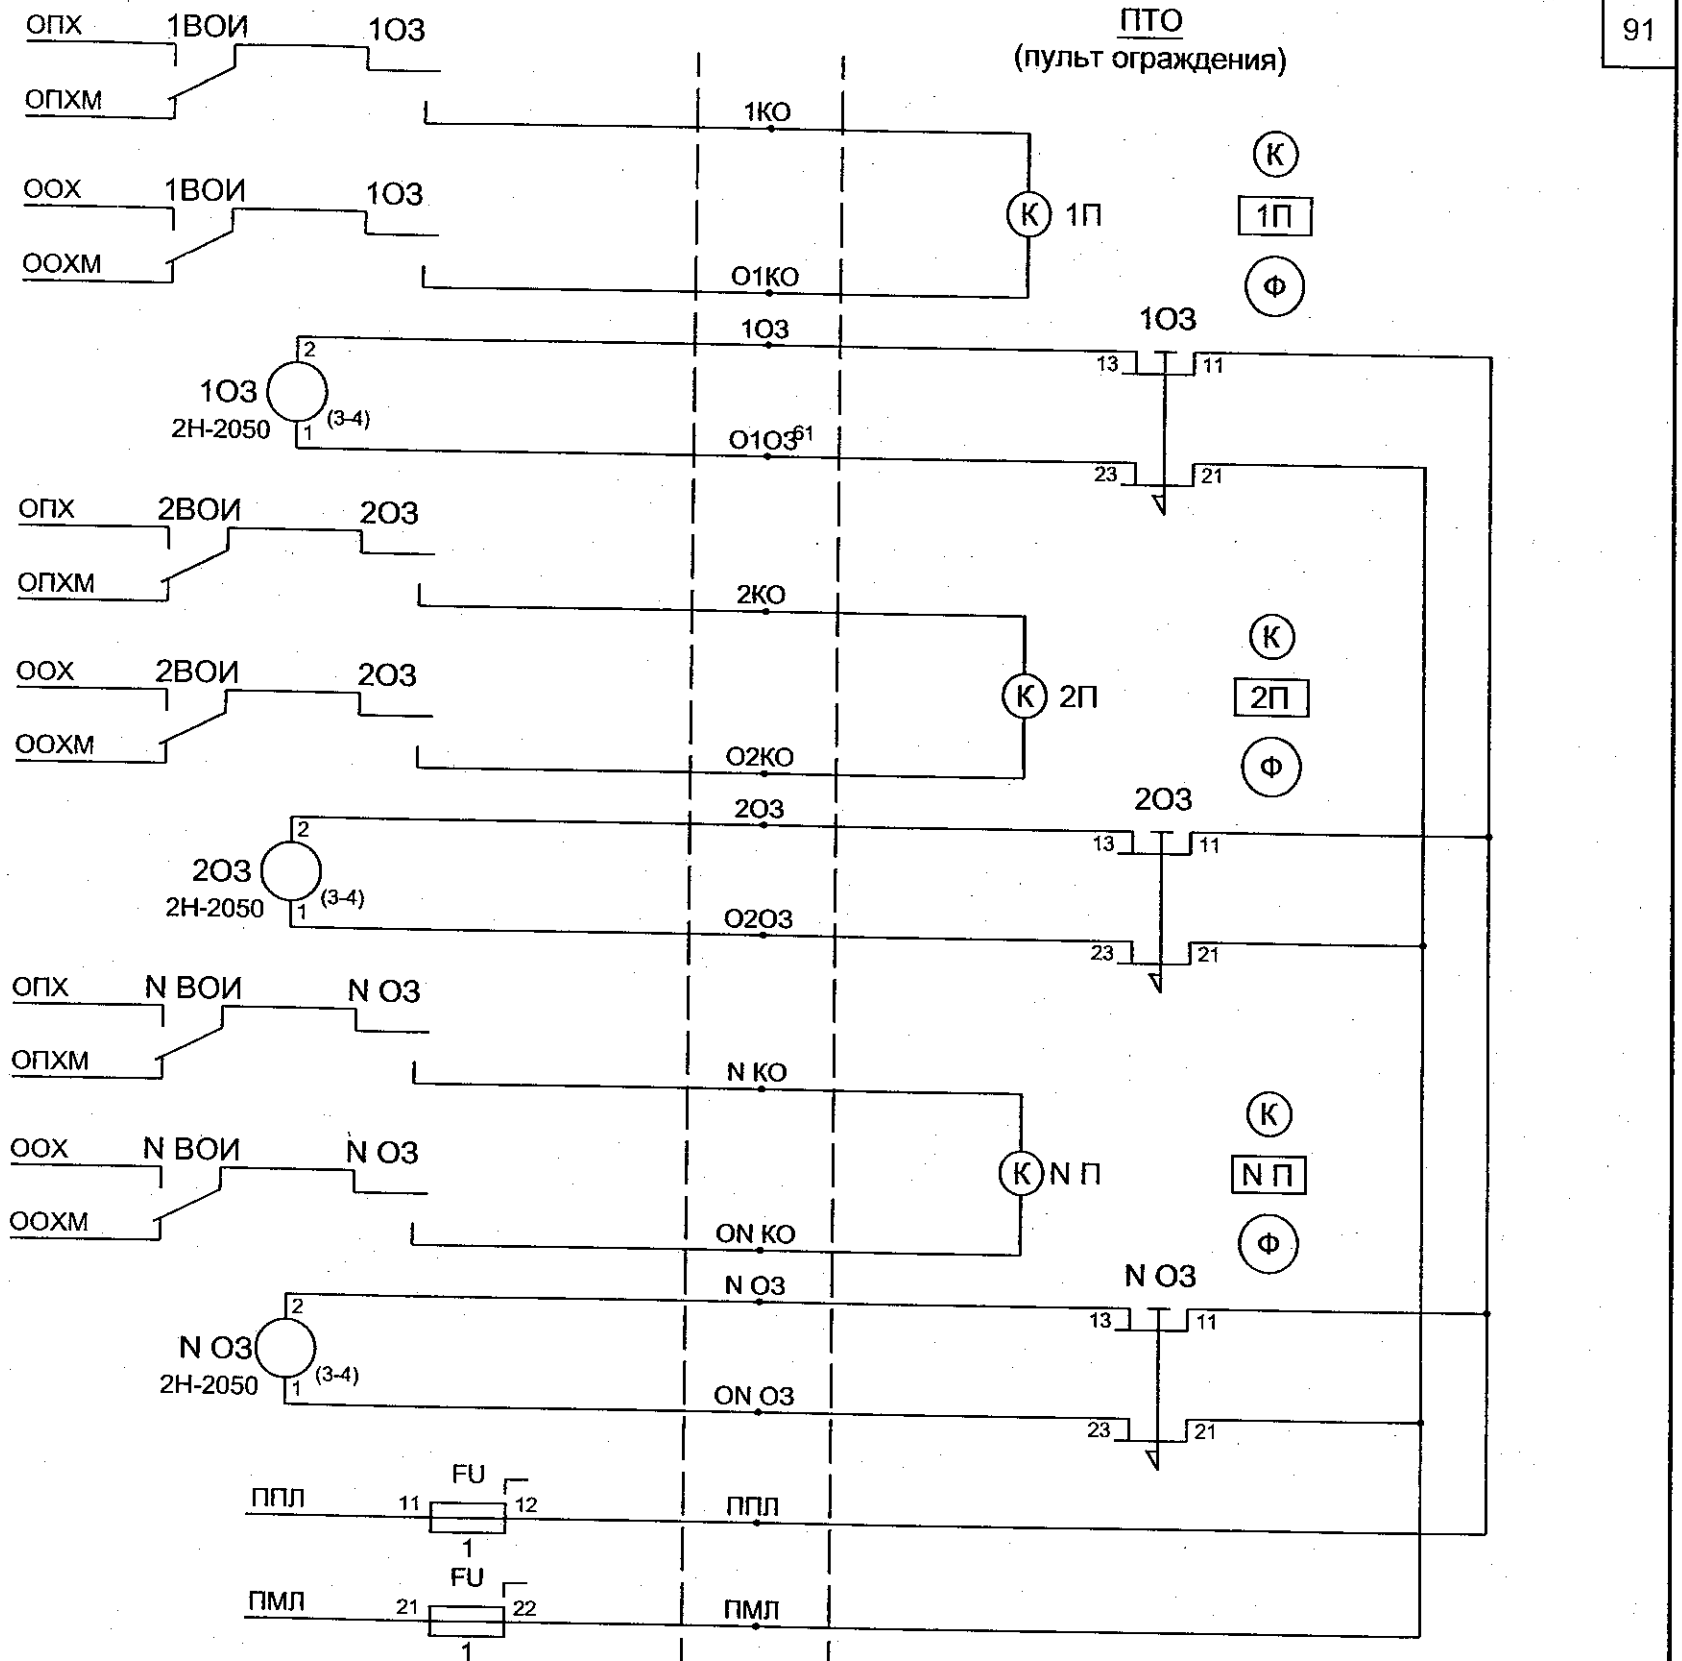 ПТО
(пульт ограждения)
91
ОПХ 1ВОИ 1ОЗ
ОПХМ
1КО
К
ООХ 1ВОИ 1ОЗ
К 1П
1П
ООХМ
О1КО
Ф
1ОЗ
1ОЗ
2
13 11
1ОЗ
2Н-2050
(3-4)
1
О1ОЗ61
23 21
ОПХ 2ВОИ 2ОЗ
ОПХМ
2КО
К
ООХ 2ВОИ 2ОЗ
К 2П
2П
ООХМ
О2КО
Ф
2ОЗ
2ОЗ
2
13 11
2ОЗ
2Н-2050
(3-4)
1
О2ОЗ
23 21
ОПХ N ВОИ N ОЗ
ОПХМ
N КО
К
ООХ N ВОИ N ОЗ
К N П
N П
ООХМ
ОN КО
Ф
N ОЗ
N ОЗ
2
13 11
N ОЗ
2Н-2050
(3-4)
1
ОN ОЗ
23 21
FU
ППЛ 11 12 ППЛ
1
FU
ПМЛ 21 22 ПМЛ
1